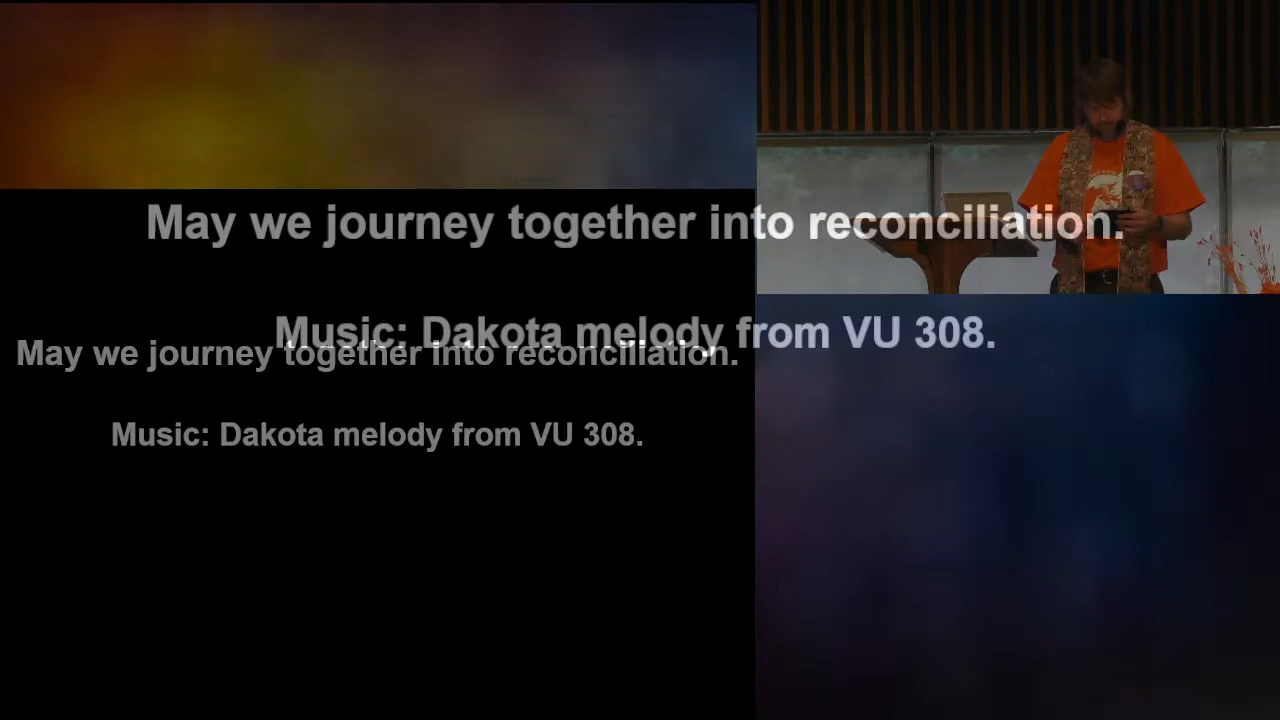 May we journey together into reconciliation.
Music: Dakota melody from VU 308.
May we journey together into reconciliation.
Music: Dakota melody from VU 308.